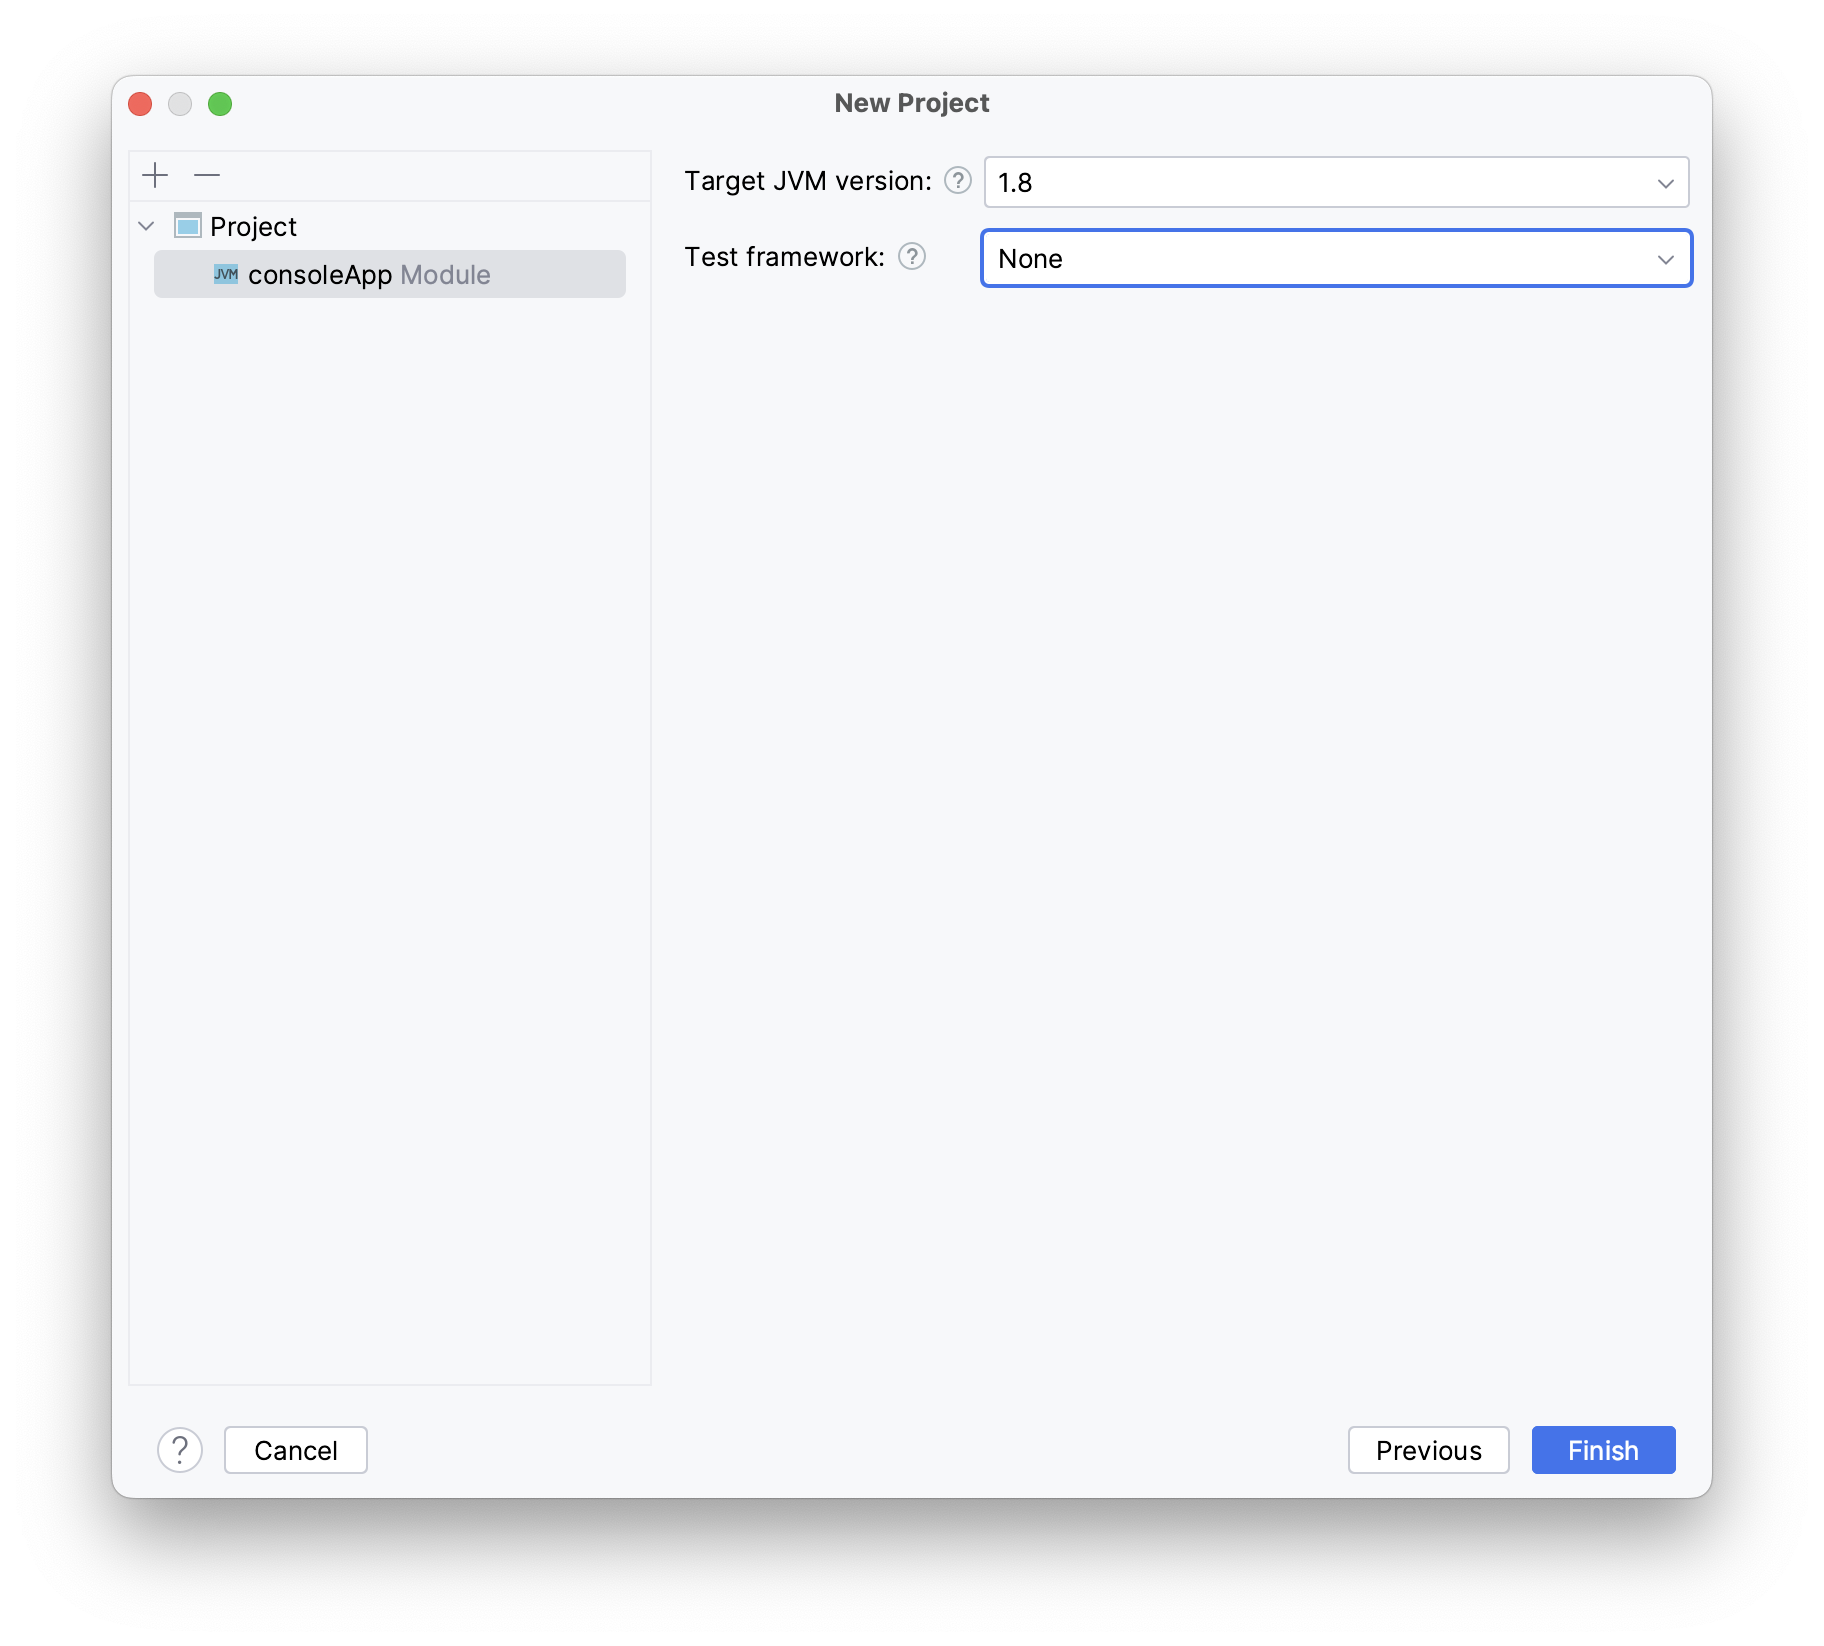 New Project
Project
JVM consoleApp Module
Target JVM version: ? 1.8
Test framework: ? None
? Cancel
Previous
Finish